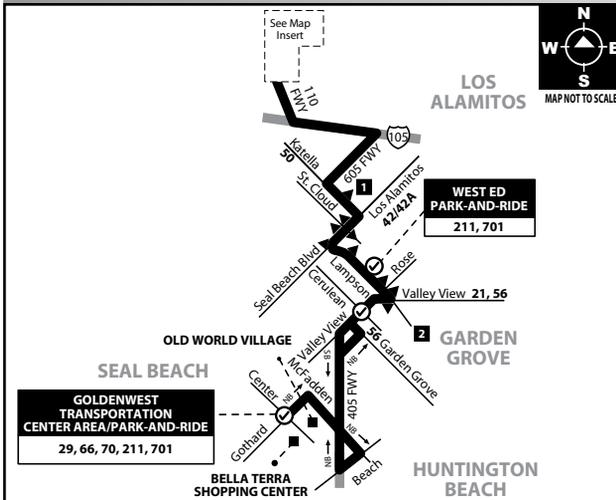 See Map
Insert
N
W
E
S
MAP NOT TO SCALE
LOS
ALAMITOS
110
FWY
105
605 FWY
Katella
50
St. Cloud
1
Los Alamitos
42/42A
WEST ED
PARK-AND-RIDE
211, 701
Seal Beach Blvd
Lampson
Rose
Cerulean
Valley View 21, 56
Valley View
56
Garden Grove
2
GARDEN
GROVE
OLD WORLD VILLAGE
SEAL BEACH
SB
NB
405 FWY
McFadden
Center
NB
GOLDENWEST
TRANSPORTATION
CENTER AREA/PARK-AND-RIDE
29, 66, 70, 211, 701
Gothard
NB
NB
Beach
BELLA TERRA
SHOPPING CENTER
HUNTINGTON
BEACH